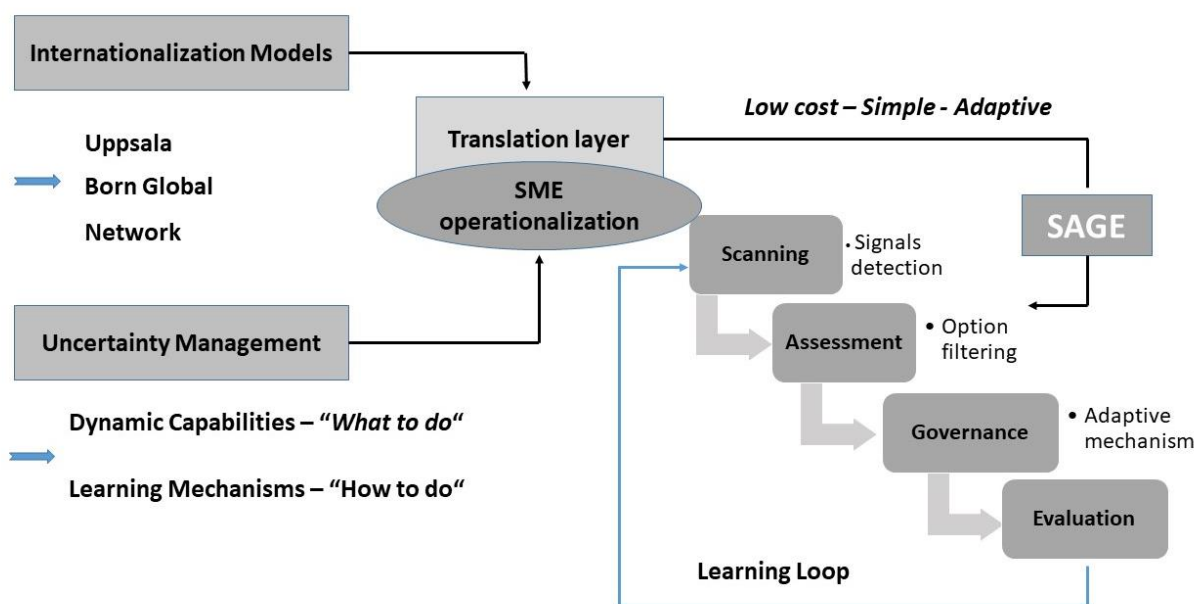 Internationalization Models
Uppsala
Born Global
Network
Uncertainty Management
Dynamic Capabilities – “What to do“
Learning Mechanisms – “How to do“
Translation layer
SME
operationalization
Low cost – Simple - Adaptive
SAGE
Scanning
• Signals
detection
Assessment
• Option
filtering
Governance
• Adaptive
mechanism
Evaluation
Learning Loop